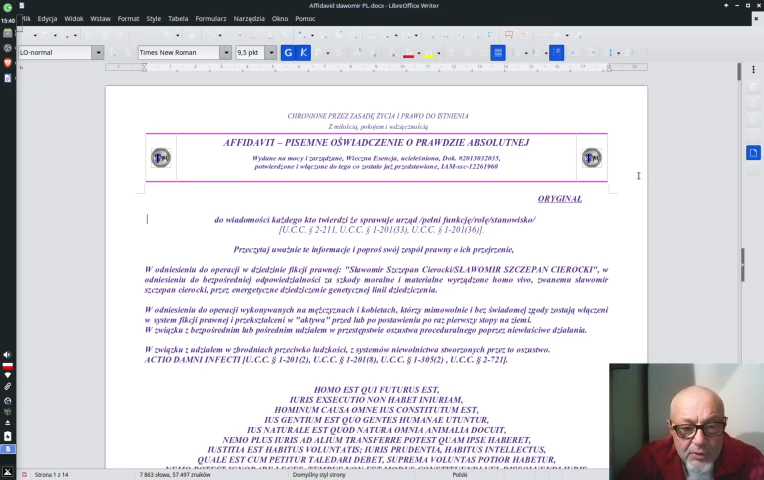 Affidavid sławomir PL.docx - LibreOffice Writer
15:40
Plik Edycja Widok Wstaw Format Style Tabela Formularz Narzędzia Okno Pomoc
LO-normal
Times New Roman
9,5 pkt
G K P
CHRONIONE PRZEZ ZASADĘ ŻYCIA I PRAWO DO ISTNIENIA
Z miłością, pokojem i wdzięcznością
AFFIDAVIT – PISEMNE OŚWIADCZENIE O PRAWDZIE ABSOLUTNEJ
Wydane na mocy i zarządzane, Wieczna Esencja, ucieleśniona, Dok. #2013032035,
potwierdzone i włączone do tego co zostało już przedstawione, IAM-ssc-12261960
ORYGINAŁ
do wiadomości każdego kto twierdzi że sprawuje urząd /pełni funkcję/rolę/stanowisko/
[U.C.C. § 2-211, U.C.C. § 1-201(33), U.C.C. § 1-201(36)].
Przeczytaj uważnie te informacje i poproś swój zespół prawny o ich przejrzenie,
W odniesieniu do operacji w dziedzinie fikcji prawnej: "Sławomir Szczepan Cierocki/SŁAWOMIR SZCZEPAN CIEROCKI", w
odniesieniu do bezpośredniej odpowiedzialności za szkody moralne i materialne wyrządzone homo vivo, zwanemu sławomir
szczepan cierocki, przez energetyczne dziedziczenie genetycznej linii dziedziczenia.
W odniesieniu do operacji wykonywanych na mężczyznach i kobietach, którzy mimowolnie i bez świadomej zgody zostają włączeni
w system fikcji prawnej i przekształceni w "aktywa" przed lub po postawieniu po raz pierwszy stopy na ziemi.
W związku z bezpośrednim lub pośrednim udziałem w przestępstwie oszustwa proceduralnego poprzez niewłaściwe działania.
W związku z udziałem w zbrodniach przeciwko ludzkości, z systemów niewolnictwa stworzonych przez to oszustwo.
ACTIO DAMNI INFECTI [U.C.C. § 1-201(2), U.C.C. § 1-201(8), U.C.C. § 1-305(2) , U.C.C. § 2-721].
HOMO EST QUI FUTURUS EST,
IURIS EXSECUTIO NON HABET INIURIAM,
HOMINUM CAUSA OMNE IUS CONSTITUTUM EST,
IUS GENTIUM EST QUO GENTES HUMANAE UTUNTUR,
IUS NATURALE EST QUOD NATURA OMNIA ANIMALIA DOCUIT,
NEMO PLUS IURIS AD ALIUM TRANSFERRE POTEST QUAM IPSE HABERET,
IUSTITIA EST HABITUS VOLUNTATIS; IURIS PRUDENTIA, HABITUS INTELLECTUS,
QUALE EST CUM PETITUR TALE DARI DEBET, SUPREMA VOLUNTAS POTIOR HABETUR,
Strona 1 z 14
7 863 słowa, 57 497 znaków
Domyślny styl strony
Polski